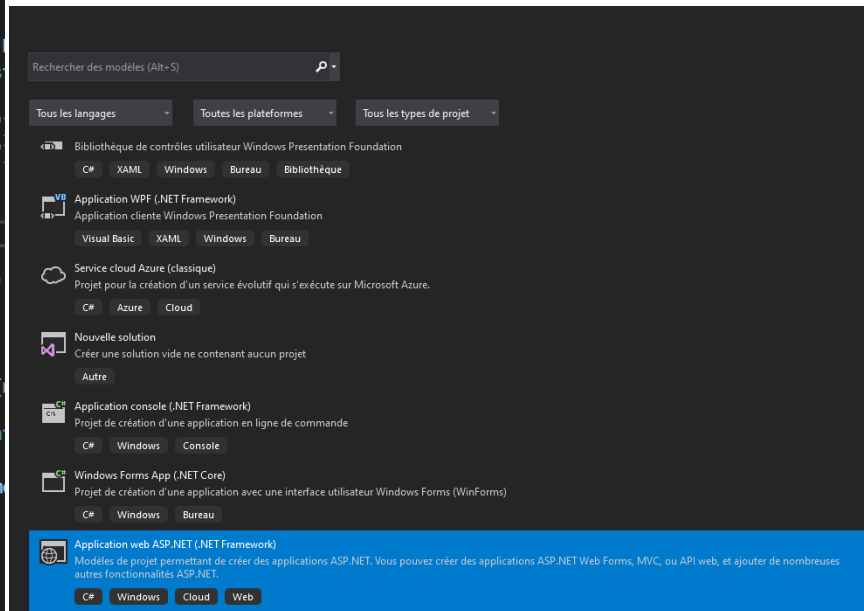 Rechercher des modèles (Alt+S)
Tous les langages Toutes les plateformes Tous les types de projet
Bibliothèque de contrôles utilisateur Windows Presentation Foundation
C# XAML Windows Bureau Bibliothèque
VB
Application WPF (.NET Framework)
Application cliente Windows Presentation Foundation
Visual Basic XAML Windows Bureau
Service cloud Azure (classique)
Projet pour la création d'un service évolutif qui s'exécute sur Microsoft Azure.
C# Azure Cloud
Nouvelle solution
Créer une solution vide ne contenant aucun projet
Autre
C#
Application console (.NET Framework)
Projet de création d'une application en ligne de commande
C# Windows Console
C#
Windows Forms App (.NET Core)
Projet de création d'une application avec une interface utilisateur Windows Forms (WinForms)
C# Windows Bureau
Application web ASP.NET (.NET Framework)
Modèles de projet permettant de créer des applications ASP.NET. Vous pouvez créer des applications ASP.NET Web Forms, MVC, ou API web, et ajouter de nombreuses
autres fonctionnalités ASP.NET.
C# Windows Cloud Web